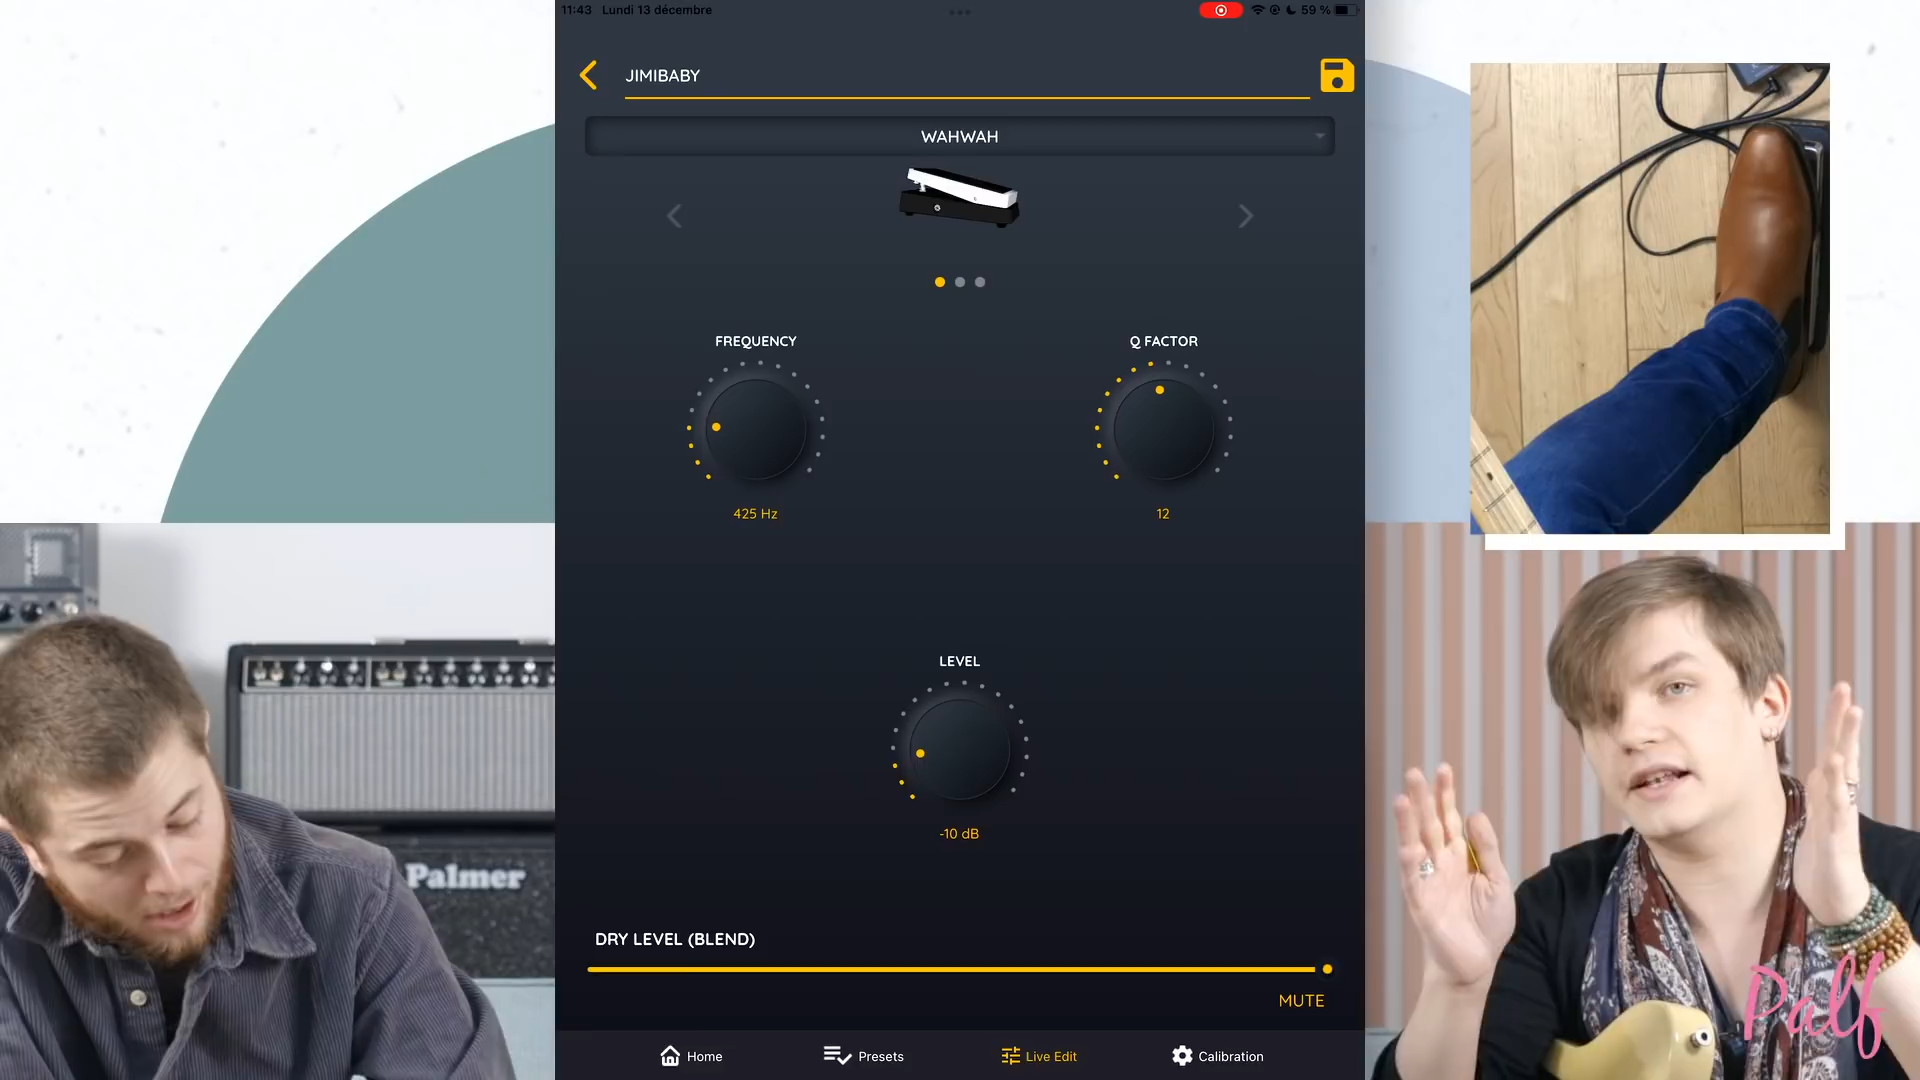 11:43 Lundi 13 décembre
59 %
JIMIBABY
WAHWAH
FREQUENCY
Q FACTOR
425 Hz
12
LEVEL
-10 dB
DRY LEVEL (BLEND)
MUTE
Home
Presets
Live Edit
Calibration
Palmer
Palf